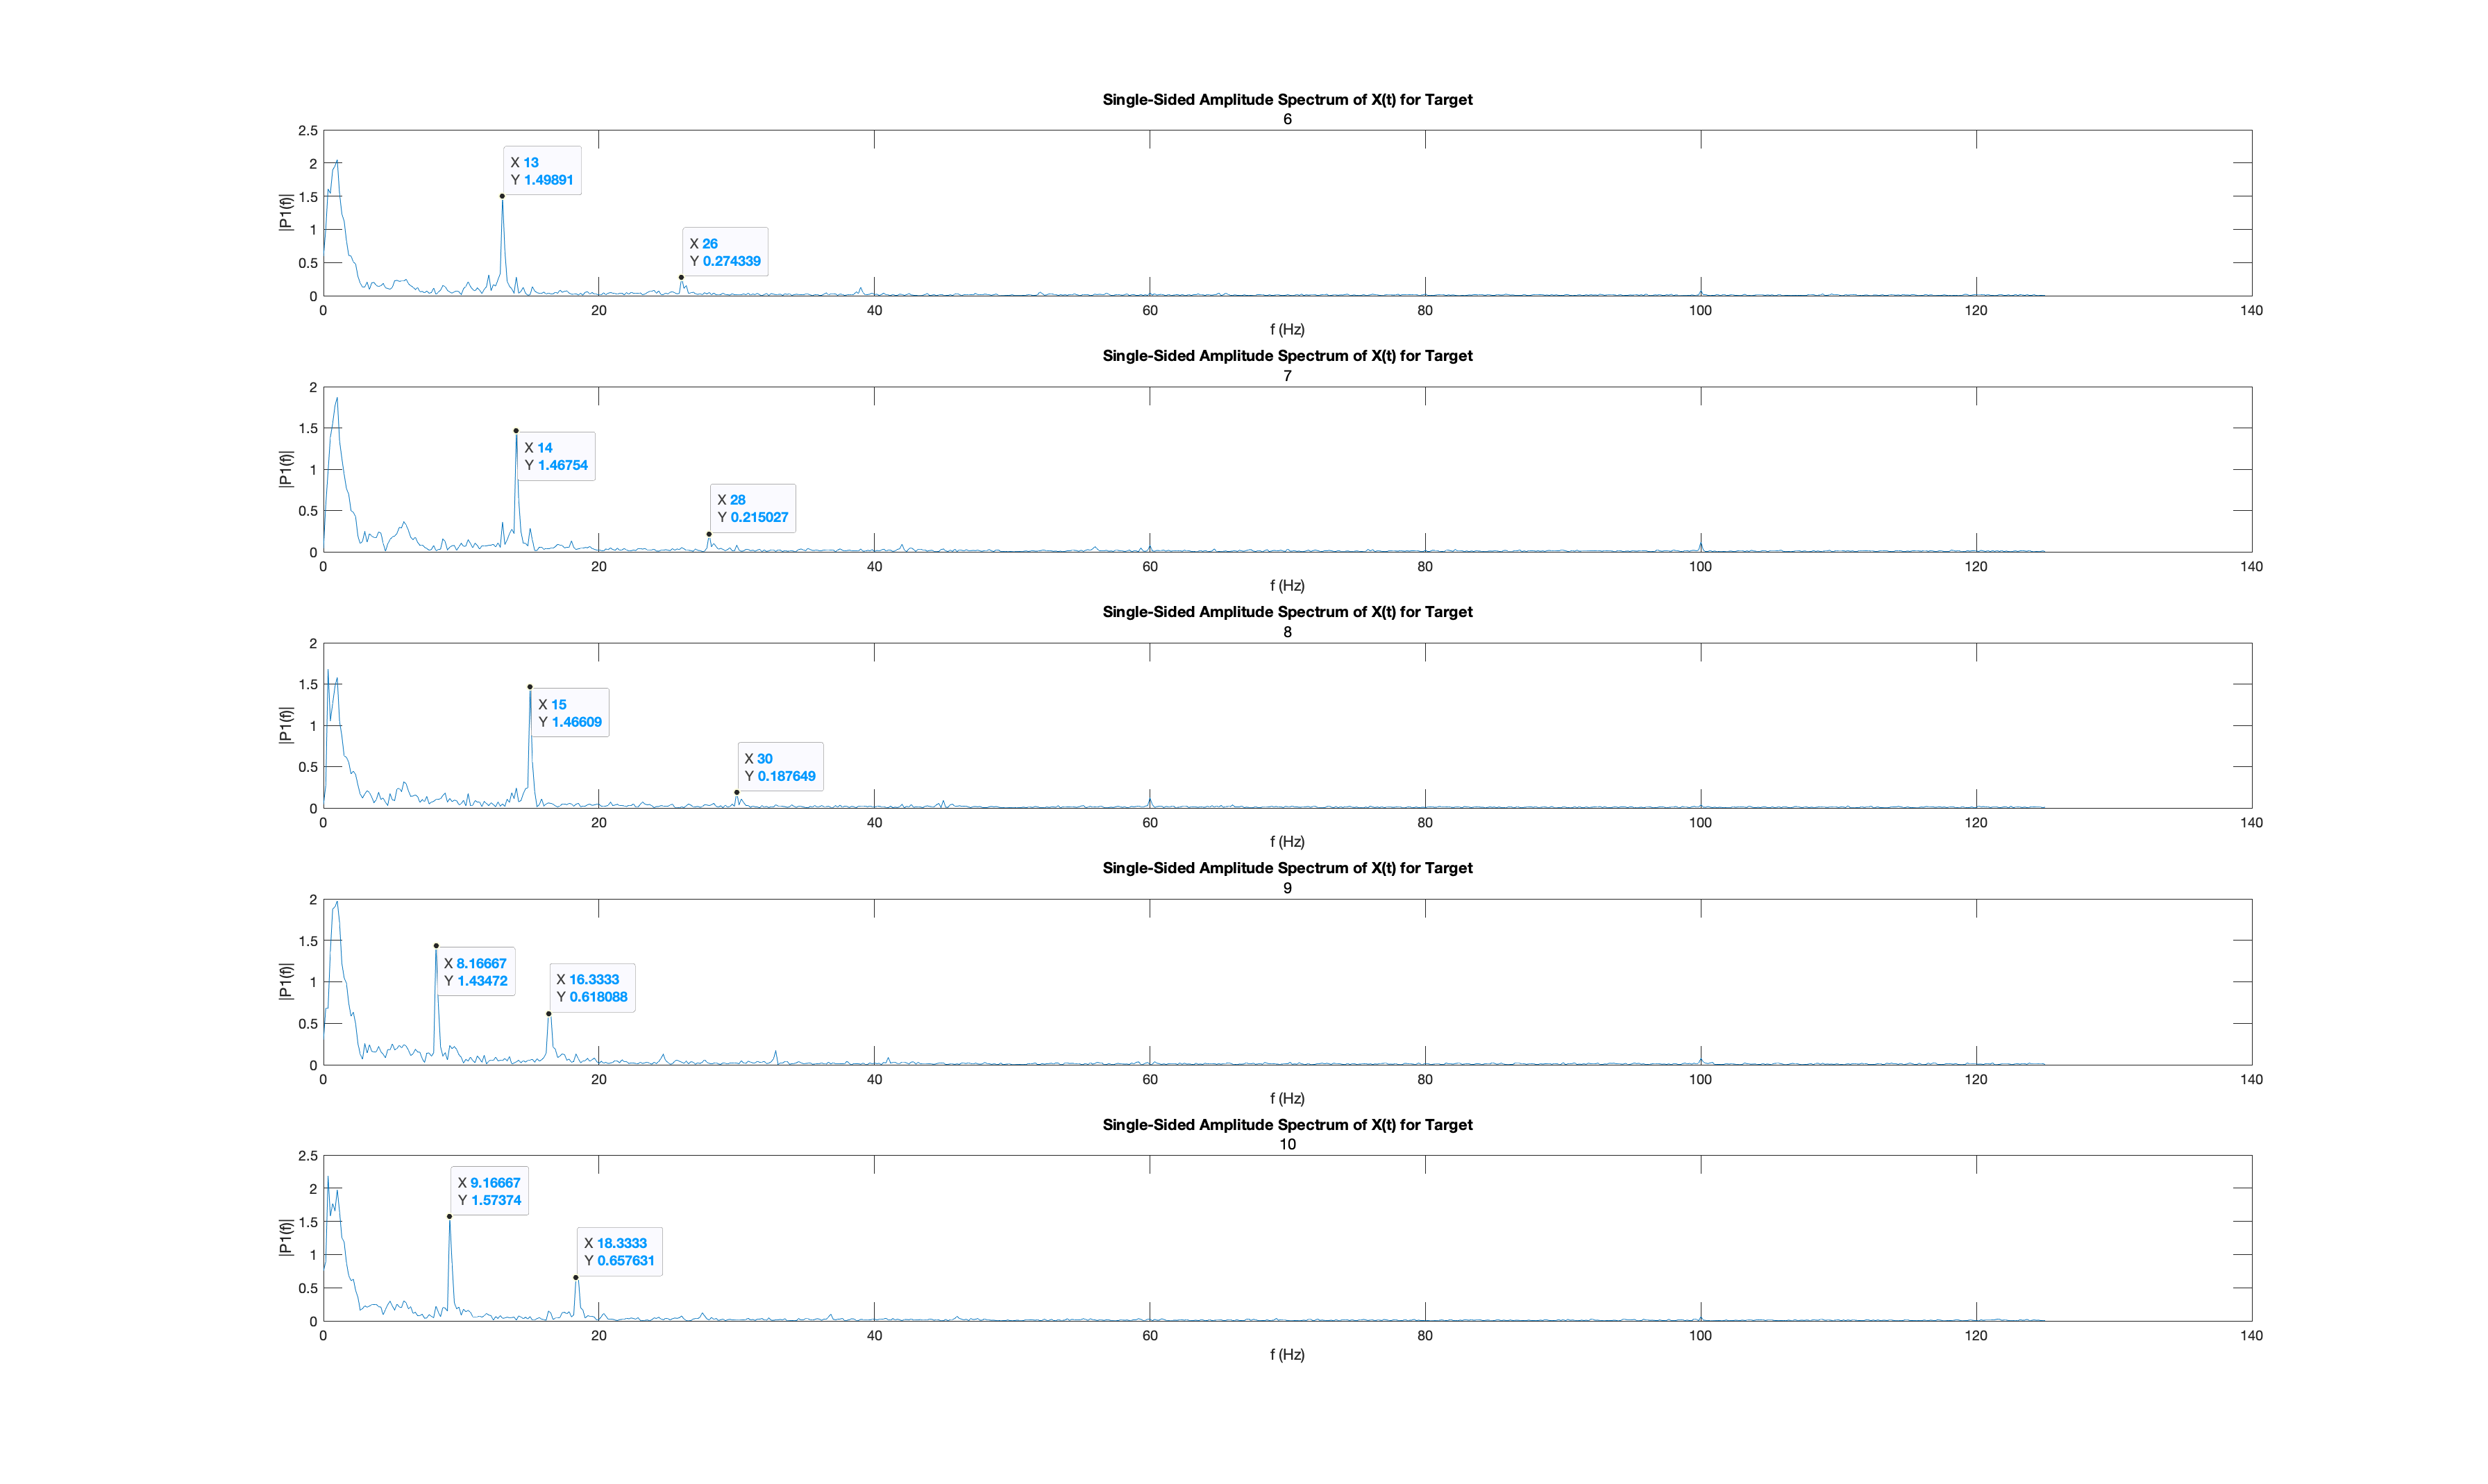 Single-Sided Amplitude Spectrum of X(t) for Target
6
2.5
2
1.5
1
0.5
0
|P1(f)|
X 13
Y 1.49891
X 26
Y 0.274339
0 20 40 60 80 100 120 140
f (Hz)
Single-Sided Amplitude Spectrum of X(t) for Target
7
2
1.5
1
0.5
0
|P1(f)|
X 14
Y 1.46754
X 28
Y 0.215027
0 20 40 60 80 100 120 140
f (Hz)
Single-Sided Amplitude Spectrum of X(t) for Target
8
2
1.5
1
0.5
0
|P1(f)|
X 15
Y 1.46609
X 30
Y 0.187649
0 20 40 60 80 100 120 140
f (Hz)
Single-Sided Amplitude Spectrum of X(t) for Target
9
2
1.5
1
0.5
0
|P1(f)|
X 8.16667
Y 1.43472
X 16.3333
Y 0.618088
0 20 40 60 80 100 120 140
f (Hz)
Single-Sided Amplitude Spectrum of X(t) for Target
10
2.5
2
1.5
1
0.5
0
|P1(f)|
X 9.16667
Y 1.57374
X 18.3333
Y 0.657631
0 20 40 60 80 100 120 140
f (Hz)